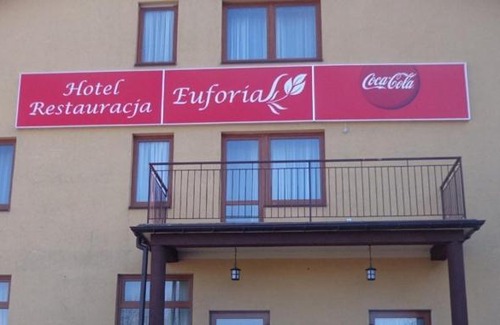 Hotel
Restauracja
Euforia
Coca-Cola